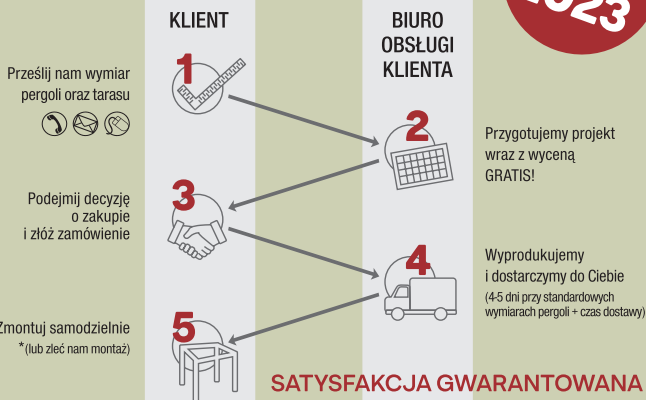 KLIENT
BIURO
OBSŁUGI
KLIENTA
1
Prześlij nam wymiar
pergoli oraz tarasu
2
Przygotujemy projekt
wraz z wyceną
GRATIS!
3
Podejmij decyzję
o zakupie
i złóż zamówienie
4
Wyprodukujemy
i dostarczymy do Ciebie
(4-5 dni przy standardowych
wymiarach pergoli + czas dostawy)
5
Zmontuj samodzielnie
*(lub zleć nam montaż)
SATYSFAKCJA GWARANTOWANA